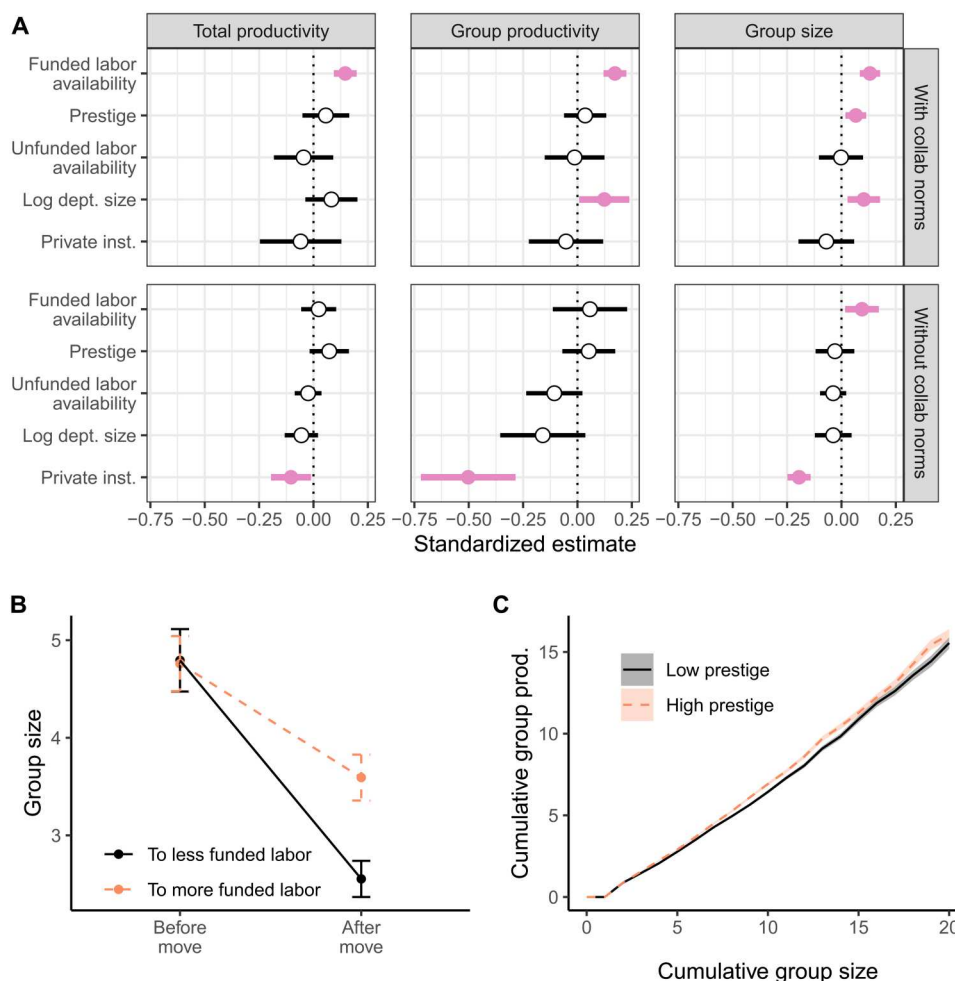 A
Total productivity
Group productivity
Group size
Funded labor
availability
Prestige
Unfunded labor
availability
Log dept. size
Private inst.
With collab norms
Funded labor
availability
Prestige
Unfunded labor
availability
Log dept. size
Private inst.
Without collab norms
−0.75 −0.50 −0.25 0.00 0.25
−0.75 −0.50 −0.25 0.00 0.25
−0.75 −0.50 −0.25 0.00 0.25
Standardized estimate
B
Group size
5
4
3
To less funded labor
To more funded labor
Before
move
After
move
C
Cumulative group prod.
15
10
5
0
Low prestige
High prestige
0 5 10 15 20
Cumulative group size